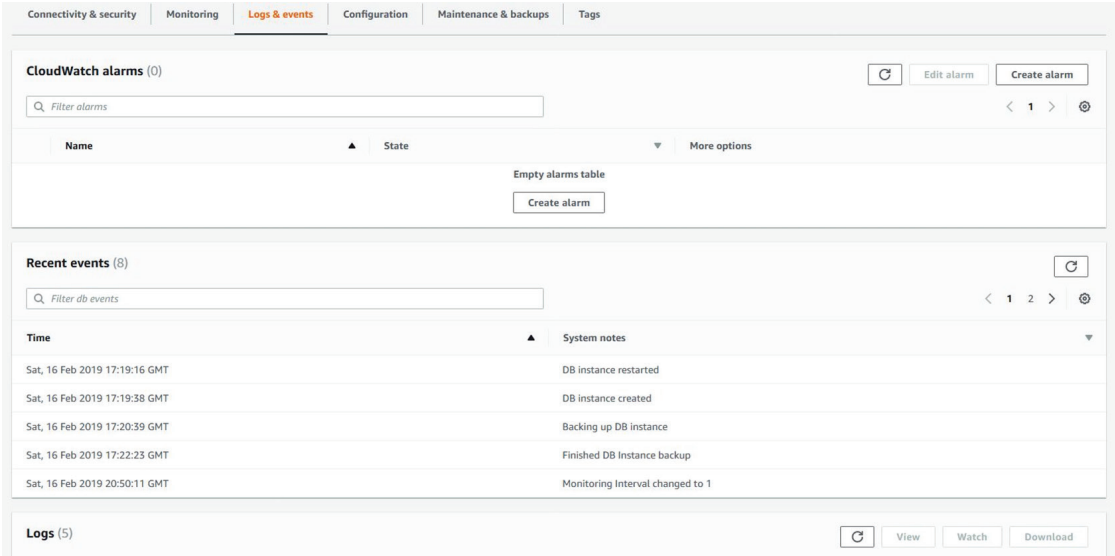 Connectivity & security Monitoring Logs & events Configuration Maintenance & backups Tags
CloudWatch alarms (0) Edit alarm Create alarm
Filter alarms 1
Name State More options
Empty alarms table
Create alarm
Recent events (8)
Filter db events 1 2
Time System notes
Sat, 16 Feb 2019 17:19:16 GMT DB instance restarted
Sat, 16 Feb 2019 17:19:38 GMT DB instance created
Sat, 16 Feb 2019 17:20:39 GMT Backing up DB instance
Sat, 16 Feb 2019 17:22:23 GMT Finished DB Instance backup
Sat, 16 Feb 2019 20:50:11 GMT Monitoring Interval changed to 1
Logs (5) View Watch Download